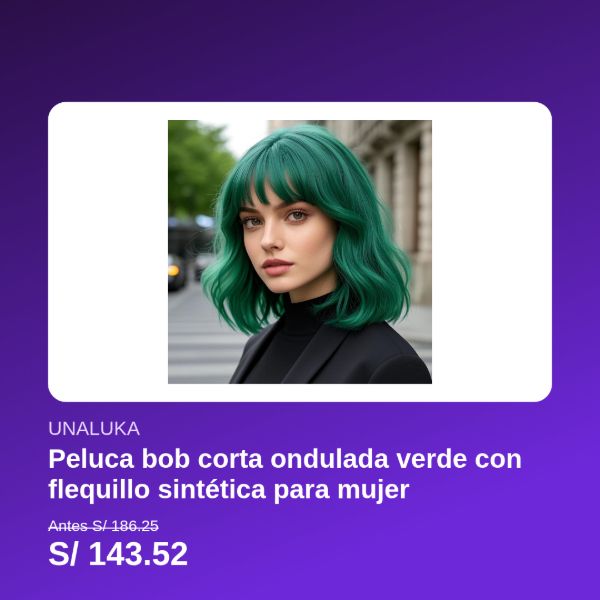 UNALUKA
Peluca bob corta ondulada verde con
flequillo sintética para mujer
Antes S/ 186.25
S/ 143.52